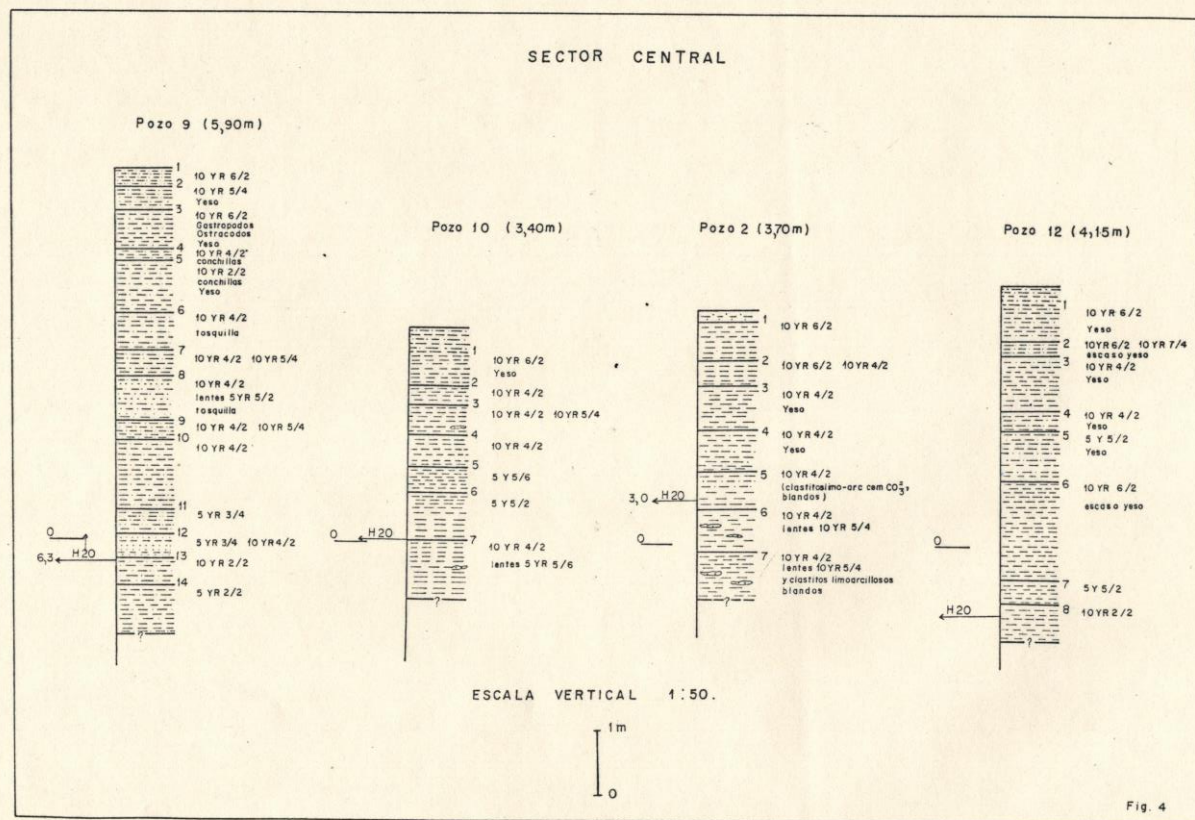 SECTOR CENTRAL
Pozo 9 (5,90m)
1
10 YR 6/2
2
10 YR 5/4
Yeso
3
10 YR 6/2
Gastropodos
Ostracodos
Yeso
4
10 YR 4/2
conchillas
5
10 YR 2/2
conchillas
Yeso
6
10 YR 4/2
tosquilla
7
10 YR 4/2 10 YR 5/4
8
10 YR 4/2
lentes 5YR 5/2
tosquilla
9
10 YR 4/2 10 YR 5/4
10
10 YR 4/2
11
5 YR 3/4
12
0
5 YR 3/4 10 YR 4/2
6,3 H20
13
10 YR 2/2
14
5 YR 2/2
?
Pozo 10 (3,40m)
1
10 YR 6/2
Yeso
2
10 YR 4/2
3
10 YR 4/2 10 YR 5/4
4
10 YR 4/2
5
5 Y 5/6
6
5 Y 5/2
0 H20
7
10 YR 4/2
lentes 5 YR 5/6
?
Pozo 2 (3,70m)
1
10 YR 6/2
2
10 YR 6/2 10 YR 4/2
3
10 YR 4/2
Yeso
4
10 YR 4/2
Yeso
5
10 YR 4/2
(clastitoslimo-arc com CO₃²,
blandos)
3,0 H20
6
10 YR 4/2
lentes 10 YR 5/4
0
7
10 YR 4/2
lentes 10 YR 5/4
y clastitos limoarcillosos
blandos
?
Pozo 12 (4,15m)
1
10 YR 6/2
Yeso
2
10 YR 6/2 10 YR 7/4
escaso yeso
3
10 YR 4/2
Yeso
4
10 YR 4/2
Yeso
5
5 Y 5/2
Yeso
6
10 YR 6/2
escaso yeso
0
7
5 Y 5/2
8
10 YR 2/2
H20
?
ESCALA VERTICAL 1:50.
1m
0
Fig. 4